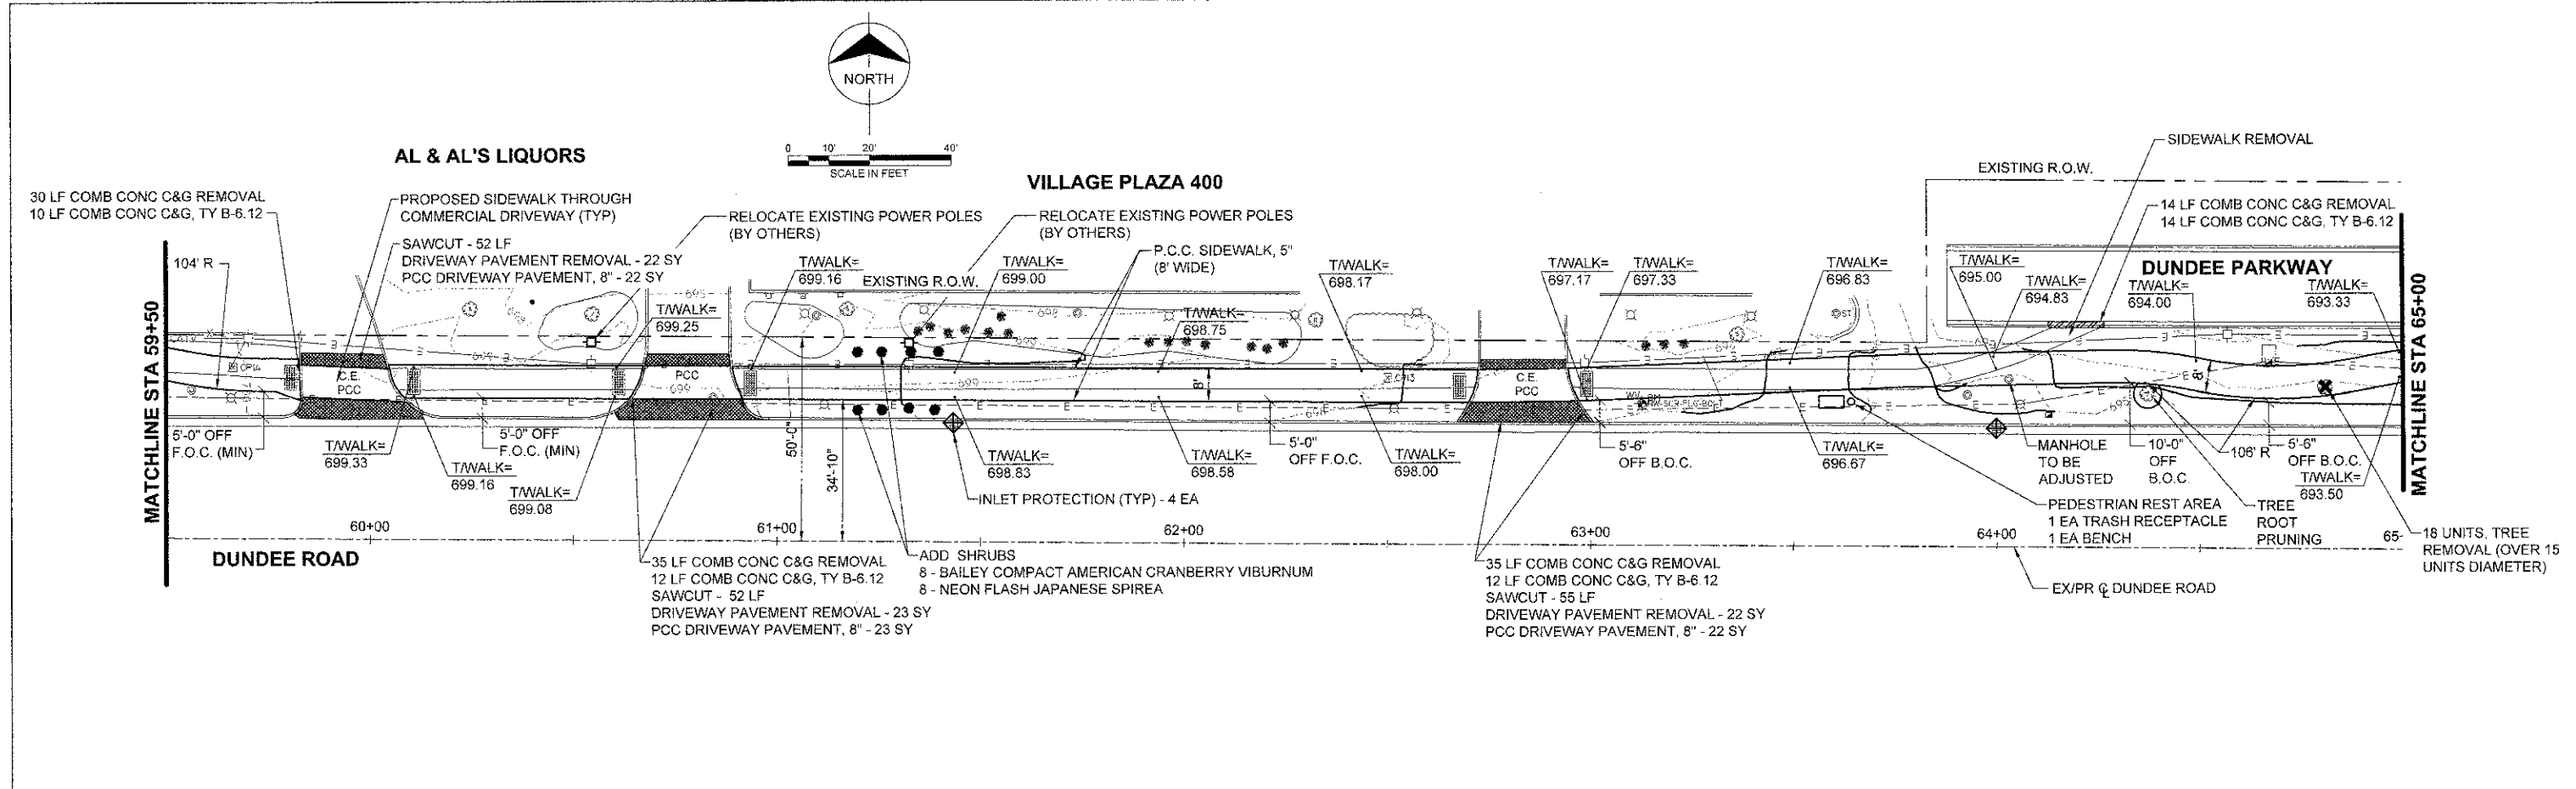 NORTH
0 10' 20' 40'
SCALE IN FEET
AL & AL'S LIQUORS
VILLAGE PLAZA 400
30 LF COMB CONC C&G REMOVAL
10 LF COMB CONC C&G, TY B-6.12
PROPOSED SIDEWALK THROUGH
COMMERCIAL DRIVEWAY (TYP)
SAWCUT - 52 LF
DRIVEWAY PAVEMENT REMOVAL - 22 SY
PCC DRIVEWAY PAVEMENT, 8" - 22 SY
RELOCATE EXISTING POWER POLES
(BY OTHERS)
RELOCATE EXISTING POWER POLES
(BY OTHERS)
P.C.C. SIDEWALK, 5"
(8' WIDE)
EXISTING R.O.W.
EXISTING R.O.W.
SIDEWALK REMOVAL
14 LF COMB CONC C&G REMOVAL
14 LF COMB CONC C&G, TY B-6.12
DUNDEE PARKWAY
104' R
T/WALK=
699.25
T/WALK=
699.16
T/WALK=
699.00
T/WALK=
698.75
T/WALK=
698.17
T/WALK=
697.17
T/WALK=
697.33
T/WALK=
696.83
T/WALK=
695.00
T/WALK=
694.83
T/WALK=
694.00
T/WALK=
693.33
MATCHLINE STA 59+50
MATCHLINE STA 65+00
C.E.
PCC
PCC
699
C.E.
PCC
CP14
CP13
698
699
8'
8'
5'-0" OFF
F.O.C. (MIN)
T/WALK=
699.33
T/WALK=
699.16
5'-0" OFF
F.O.C. (MIN)
T/WALK=
699.08
50'-0"
34'-10"
T/WALK=
698.83
T/WALK=
698.58
5'-0"
OFF F.O.C.
T/WALK=
698.00
5'-6"
OFF B.O.C.
T/WALK=
696.67
MANHOLE
TO BE
ADJUSTED
10'-0"
OFF
B.O.C.
106' R
5'-6"
OFF B.O.C.
T/WALK=
693.50
INLET PROTECTION (TYP) - 4 EA
PEDESTRIAN REST AREA
1 EA TRASH RECEPTACLE
1 EA BENCH
TREE
ROOT
PRUNING
18 UNITS, TREE
REMOVAL (OVER 15
UNITS DIAMETER)
60+00
61+00
62+00
63+00
64+00
65-
DUNDEE ROAD
35 LF COMB CONC C&G REMOVAL
12 LF COMB CONC C&G, TY B-6.12
SAWCUT - 52 LF
DRIVEWAY PAVEMENT REMOVAL - 23 SY
PCC DRIVEWAY PAVEMENT, 8" - 23 SY
ADD SHRUBS
8 - BAILEY COMPACT AMERICAN CRANBERRY VIBURNUM
8 - NEON FLASH JAPANESE SPIREA
35 LF COMB CONC C&G REMOVAL
12 LF COMB CONC C&G, TY B-6.12
SAWCUT - 55 LF
DRIVEWAY PAVEMENT REMOVAL - 22 SY
PCC DRIVEWAY PAVEMENT, 8" - 22 SY
EX/PR ℄ DUNDEE ROAD